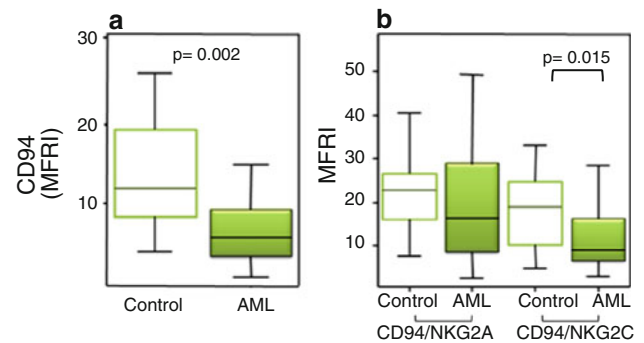 a
30
20
10
CD94
(MFRI)
p= 0.002
Control AML
b
50
40
30
20
10
MFRI
p= 0.015
Control AML Control AML
CD94/NKG2A CD94/NKG2C